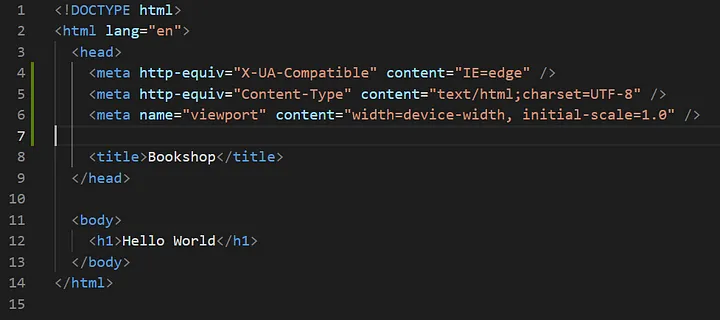 1 <!DOCTYPE html>
2 <html lang="en">
3 <head>
4 <meta http-equiv="X-UA-Compatible" content="IE=edge" />
5 <meta http-equiv="Content-Type" content="text/html;charset=UTF-8" />
6 <meta name="viewport" content="width=device-width, initial-scale=1.0" />
7
8 <title>Bookshop</title>
9 </head>
10
11 <body>
12 <h1>Hello World</h1>
13 </body>
14 </html>
15